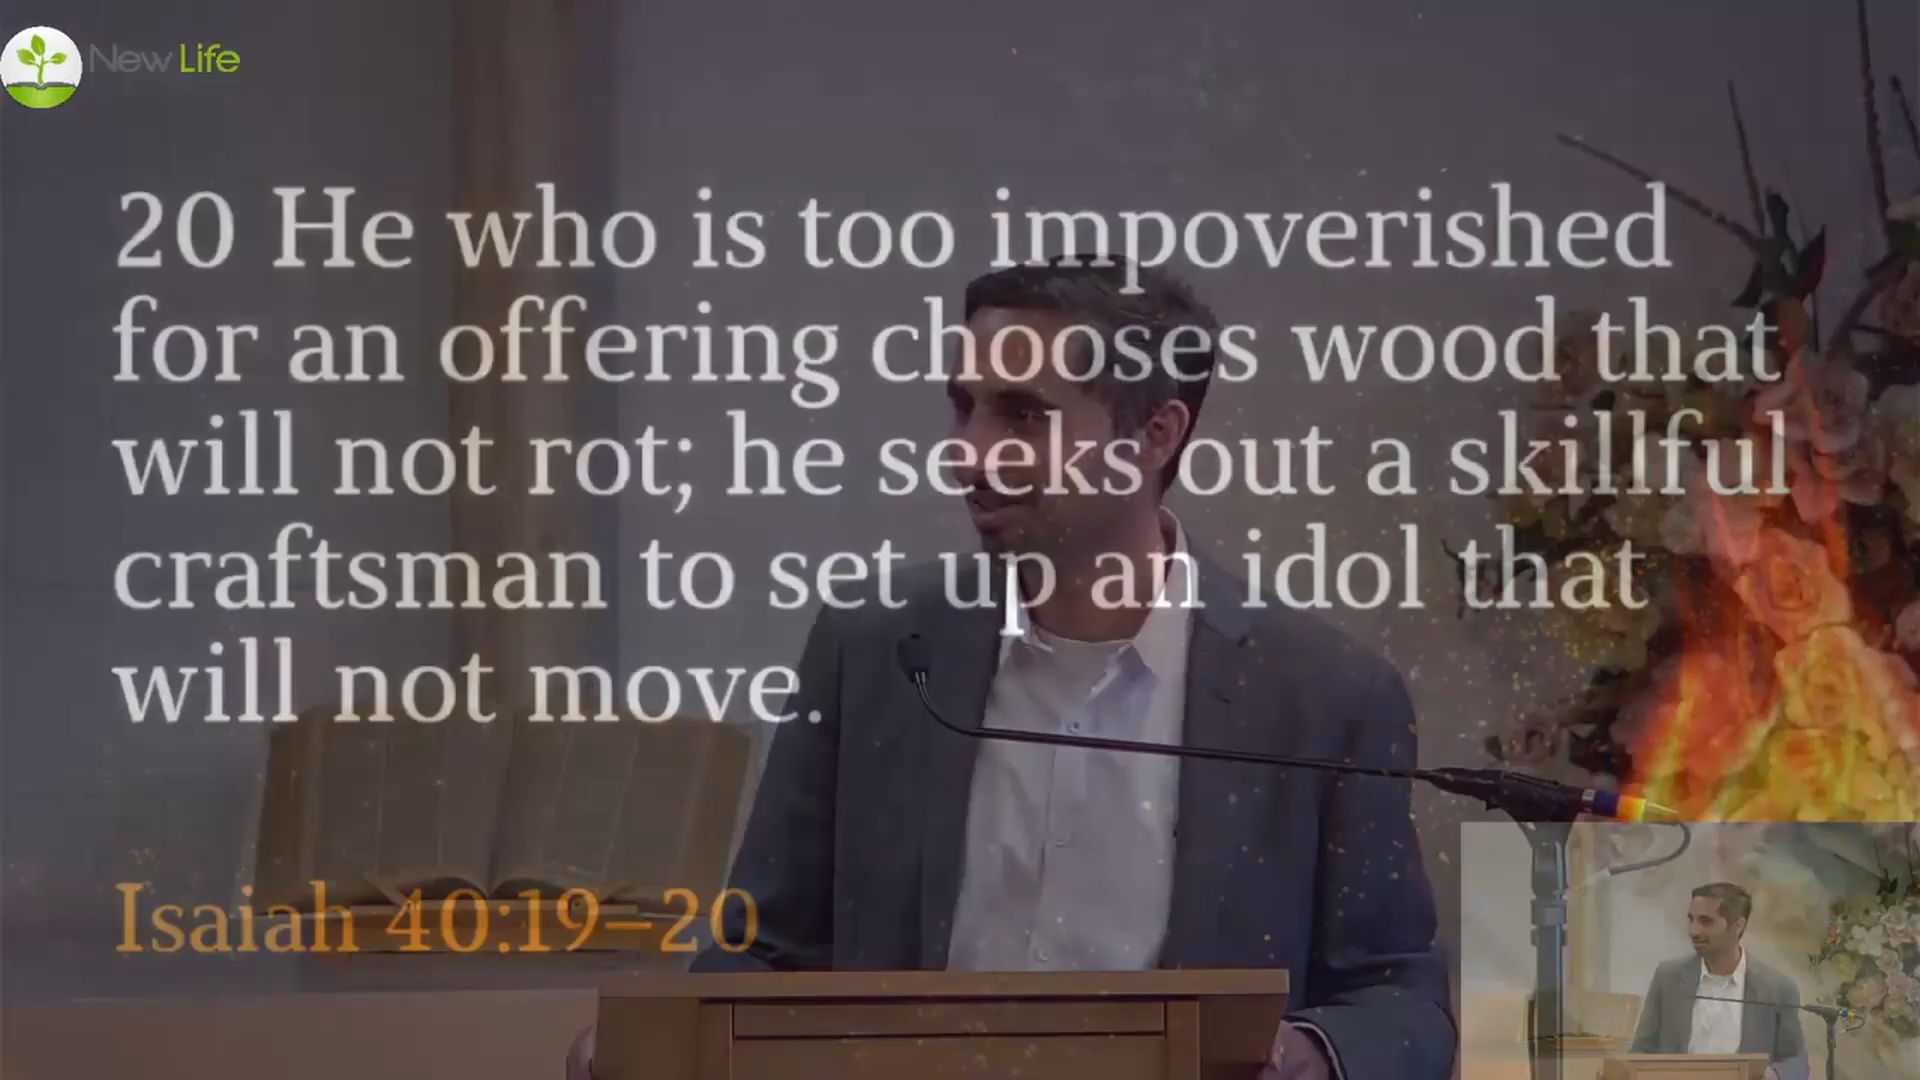 New Life
20 He who is too impoverished
for an offering chooses wood that
will not rot; he seeks out a skillful
craftsman to set up an idol that
will not move.
Isaiah 40:19–20